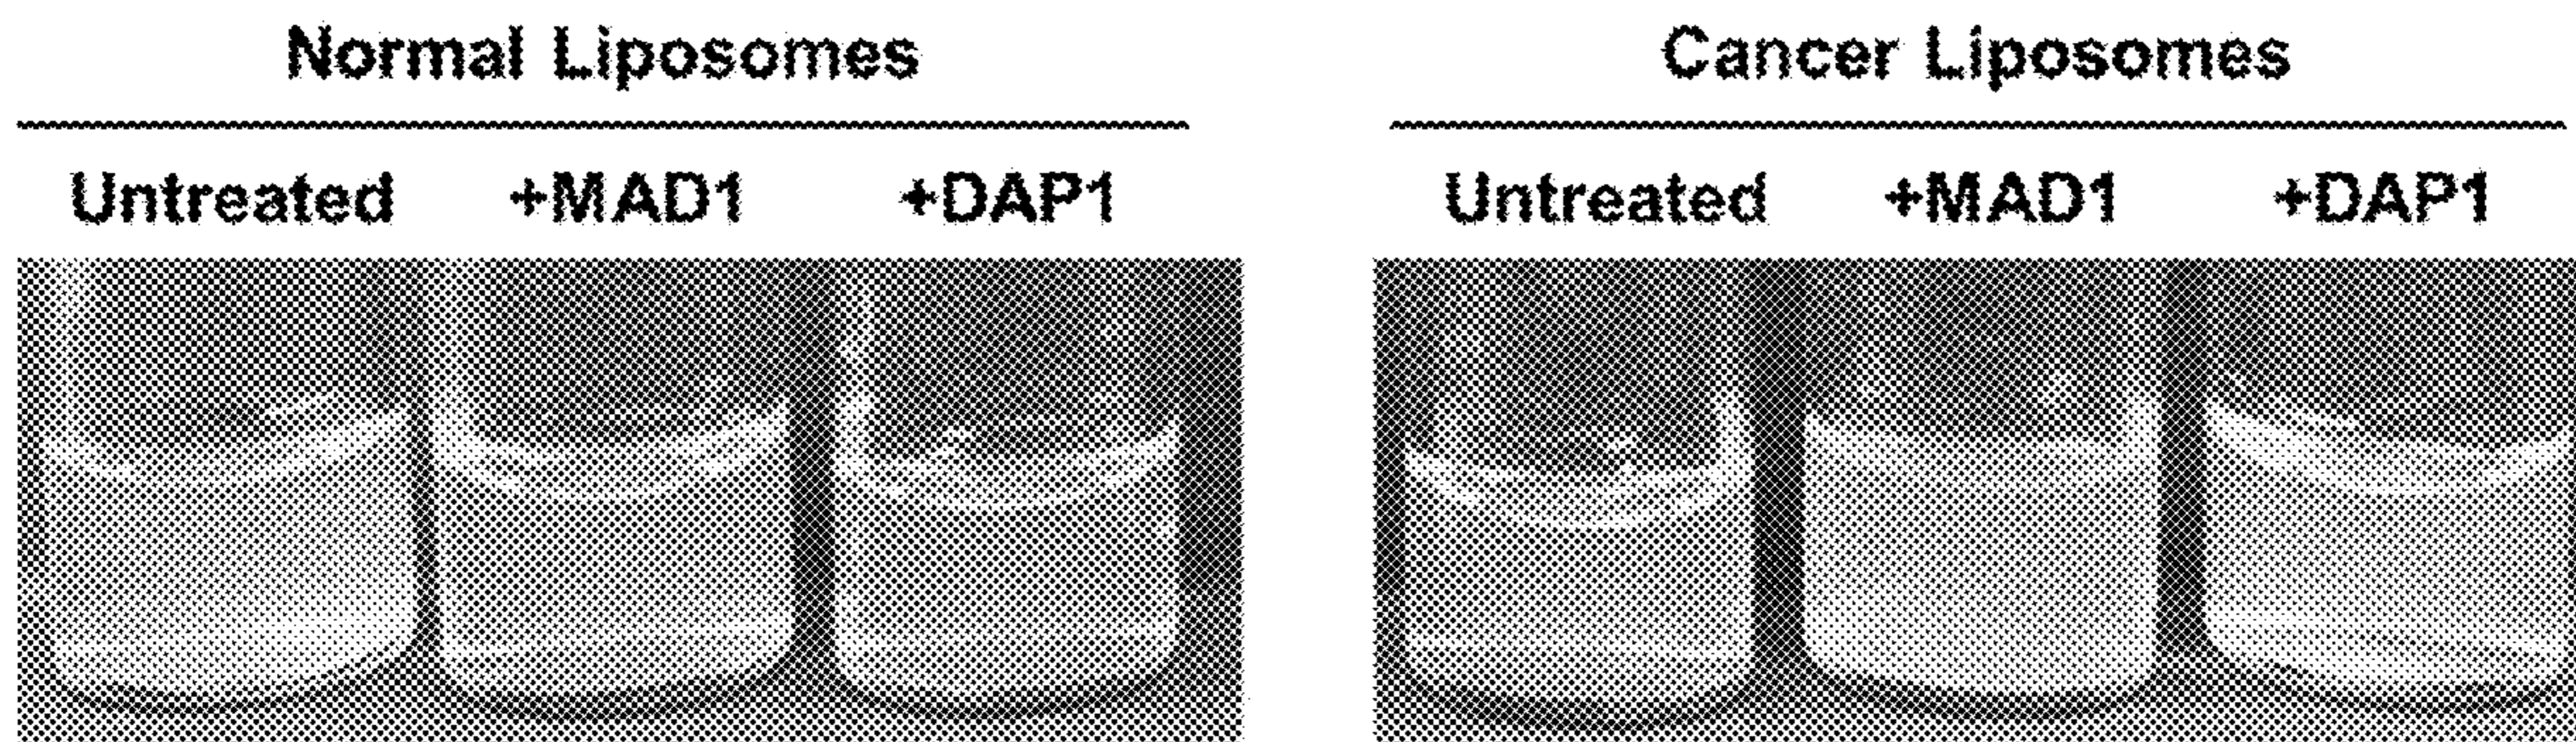 Normal Liposomes Cancer Liposomes
Untreated +MAD1 +DAP1 Untreated +MAD1 +DAP1